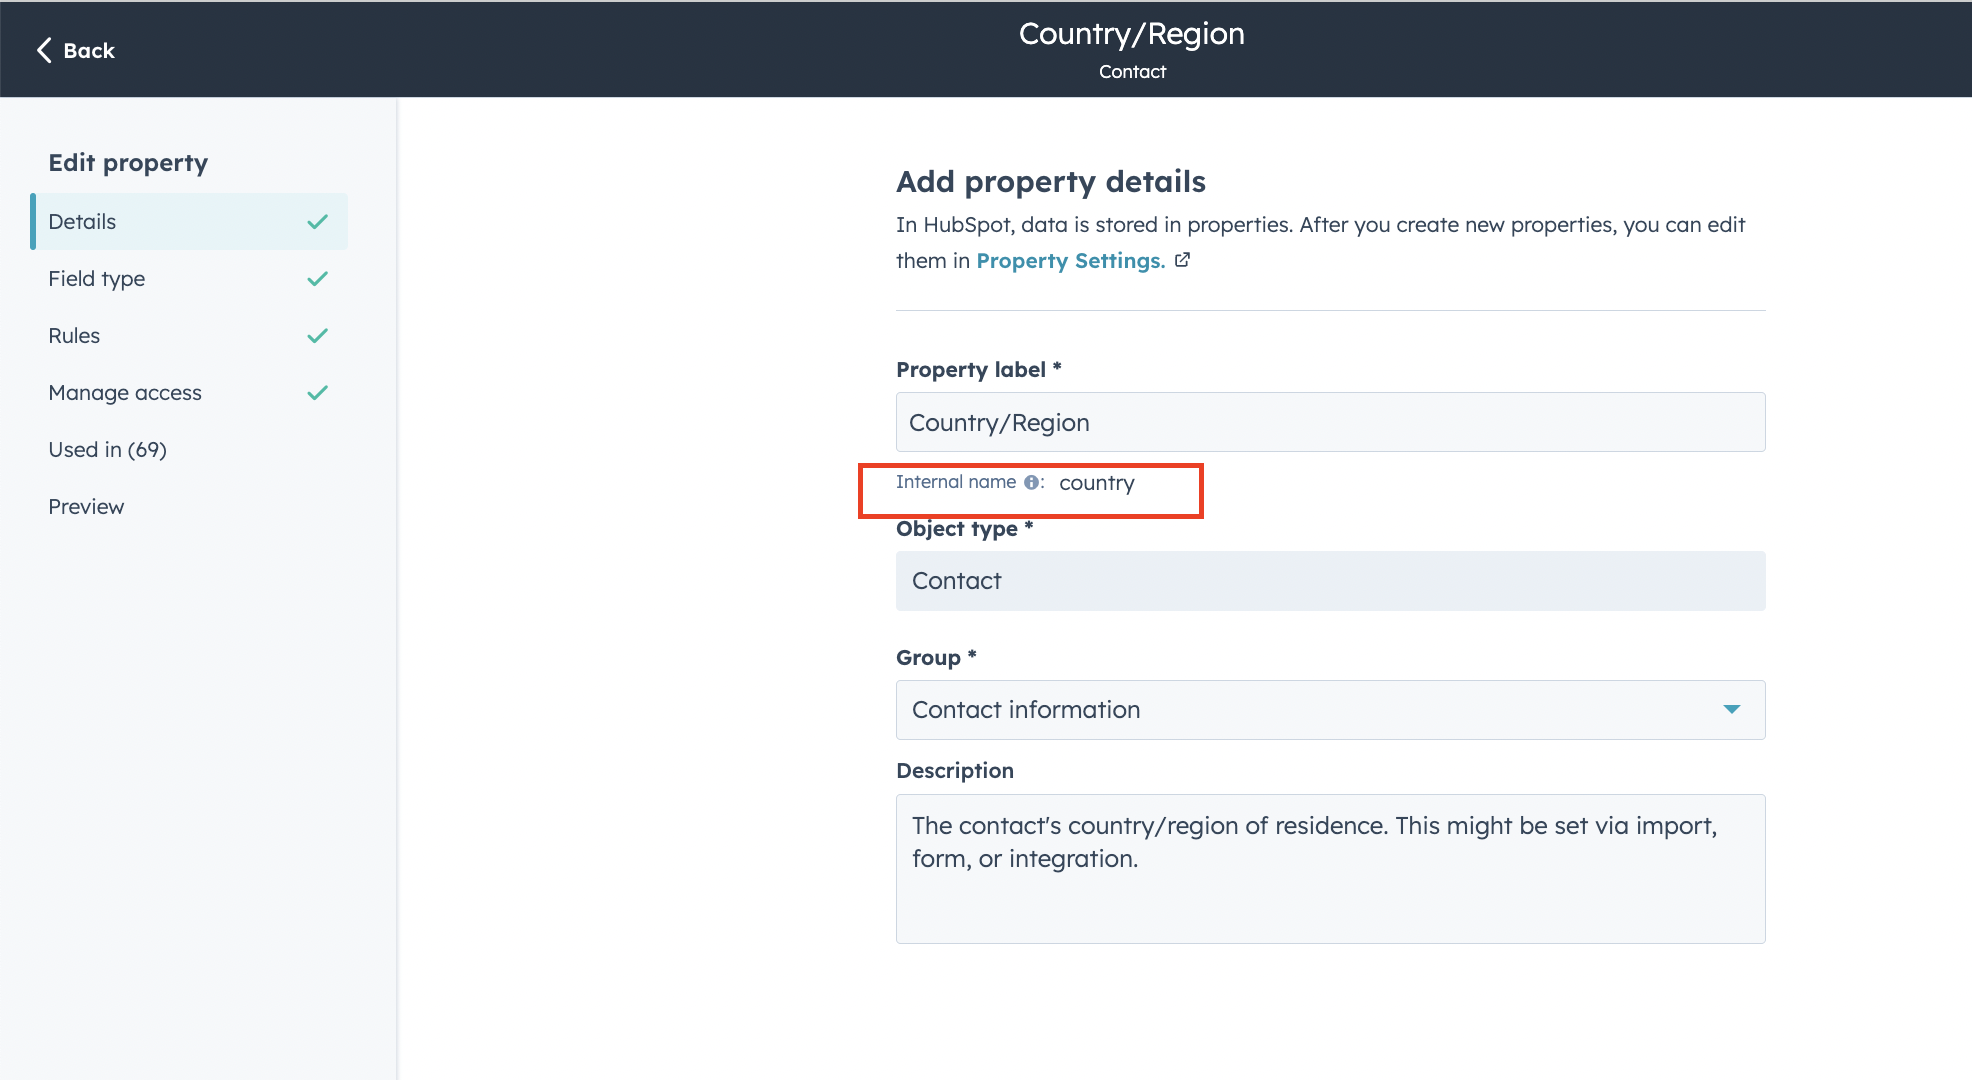 Back
Country/Region
Contact
Edit property
Details
Field type
Rules
Manage access
Used in (69)
Preview
Add property details
In HubSpot, data is stored in properties. After you create new properties, you can edit
them in Property Settings.
Property label *
Country/Region
Internal name : country
Object type *
Contact
Group *
Contact information
Description
The contact's country/region of residence. This might be set via import,
form, or integration.